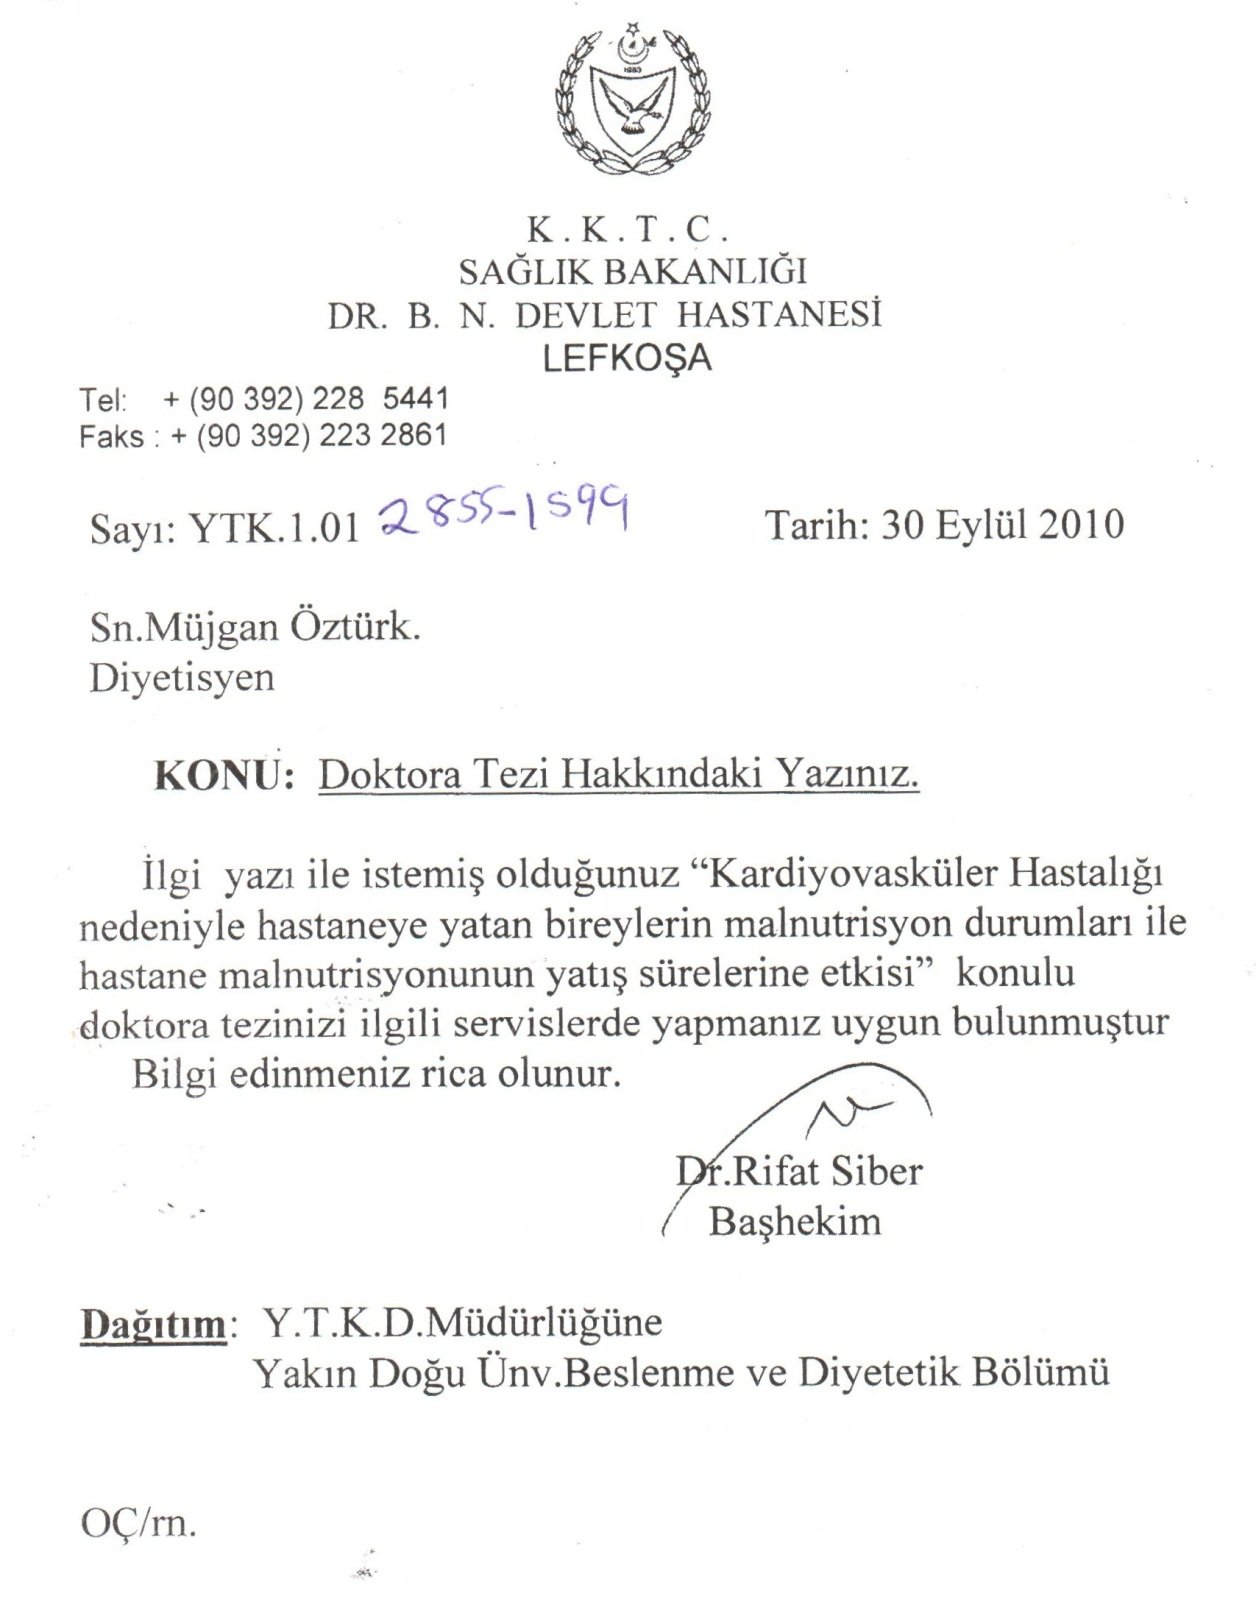 1983
K.K.T.C.
SAĞLIK BAKANLIĞI
DR. B. N. DEVLET HASTANESİ
LEFKOŞA
Tel: + (90 392) 228 5441
Faks : + (90 392) 223 2861
Sayı: YTK.1.01 2855-1599 Tarih: 30 Eylül 2010
Sn.Müjgan Öztürk.
Diyetisyen
KONU: Doktora Tezi Hakkındaki Yazınız.
İlgi yazı ile istemiş olduğunuz “Kardiyovasküler Hastalığı
nedeniyle hastaneye yatan bireylerin malnutrisyon durumları ile
hastane malnutrisyonunun yatış sürelerine etkisi” konulu
doktora tezinizi ilgili servislerde yapmanız uygun bulunmuştur
Bilgi edinmeniz rica olunur.
Dr.Rifat Siber
Başhekim
Dağıtım: Y.T.K.D.Müdürlüğüne
Yakın Doğu Ünv.Beslenme ve Diyetetik Bölümü
OÇ/rn.